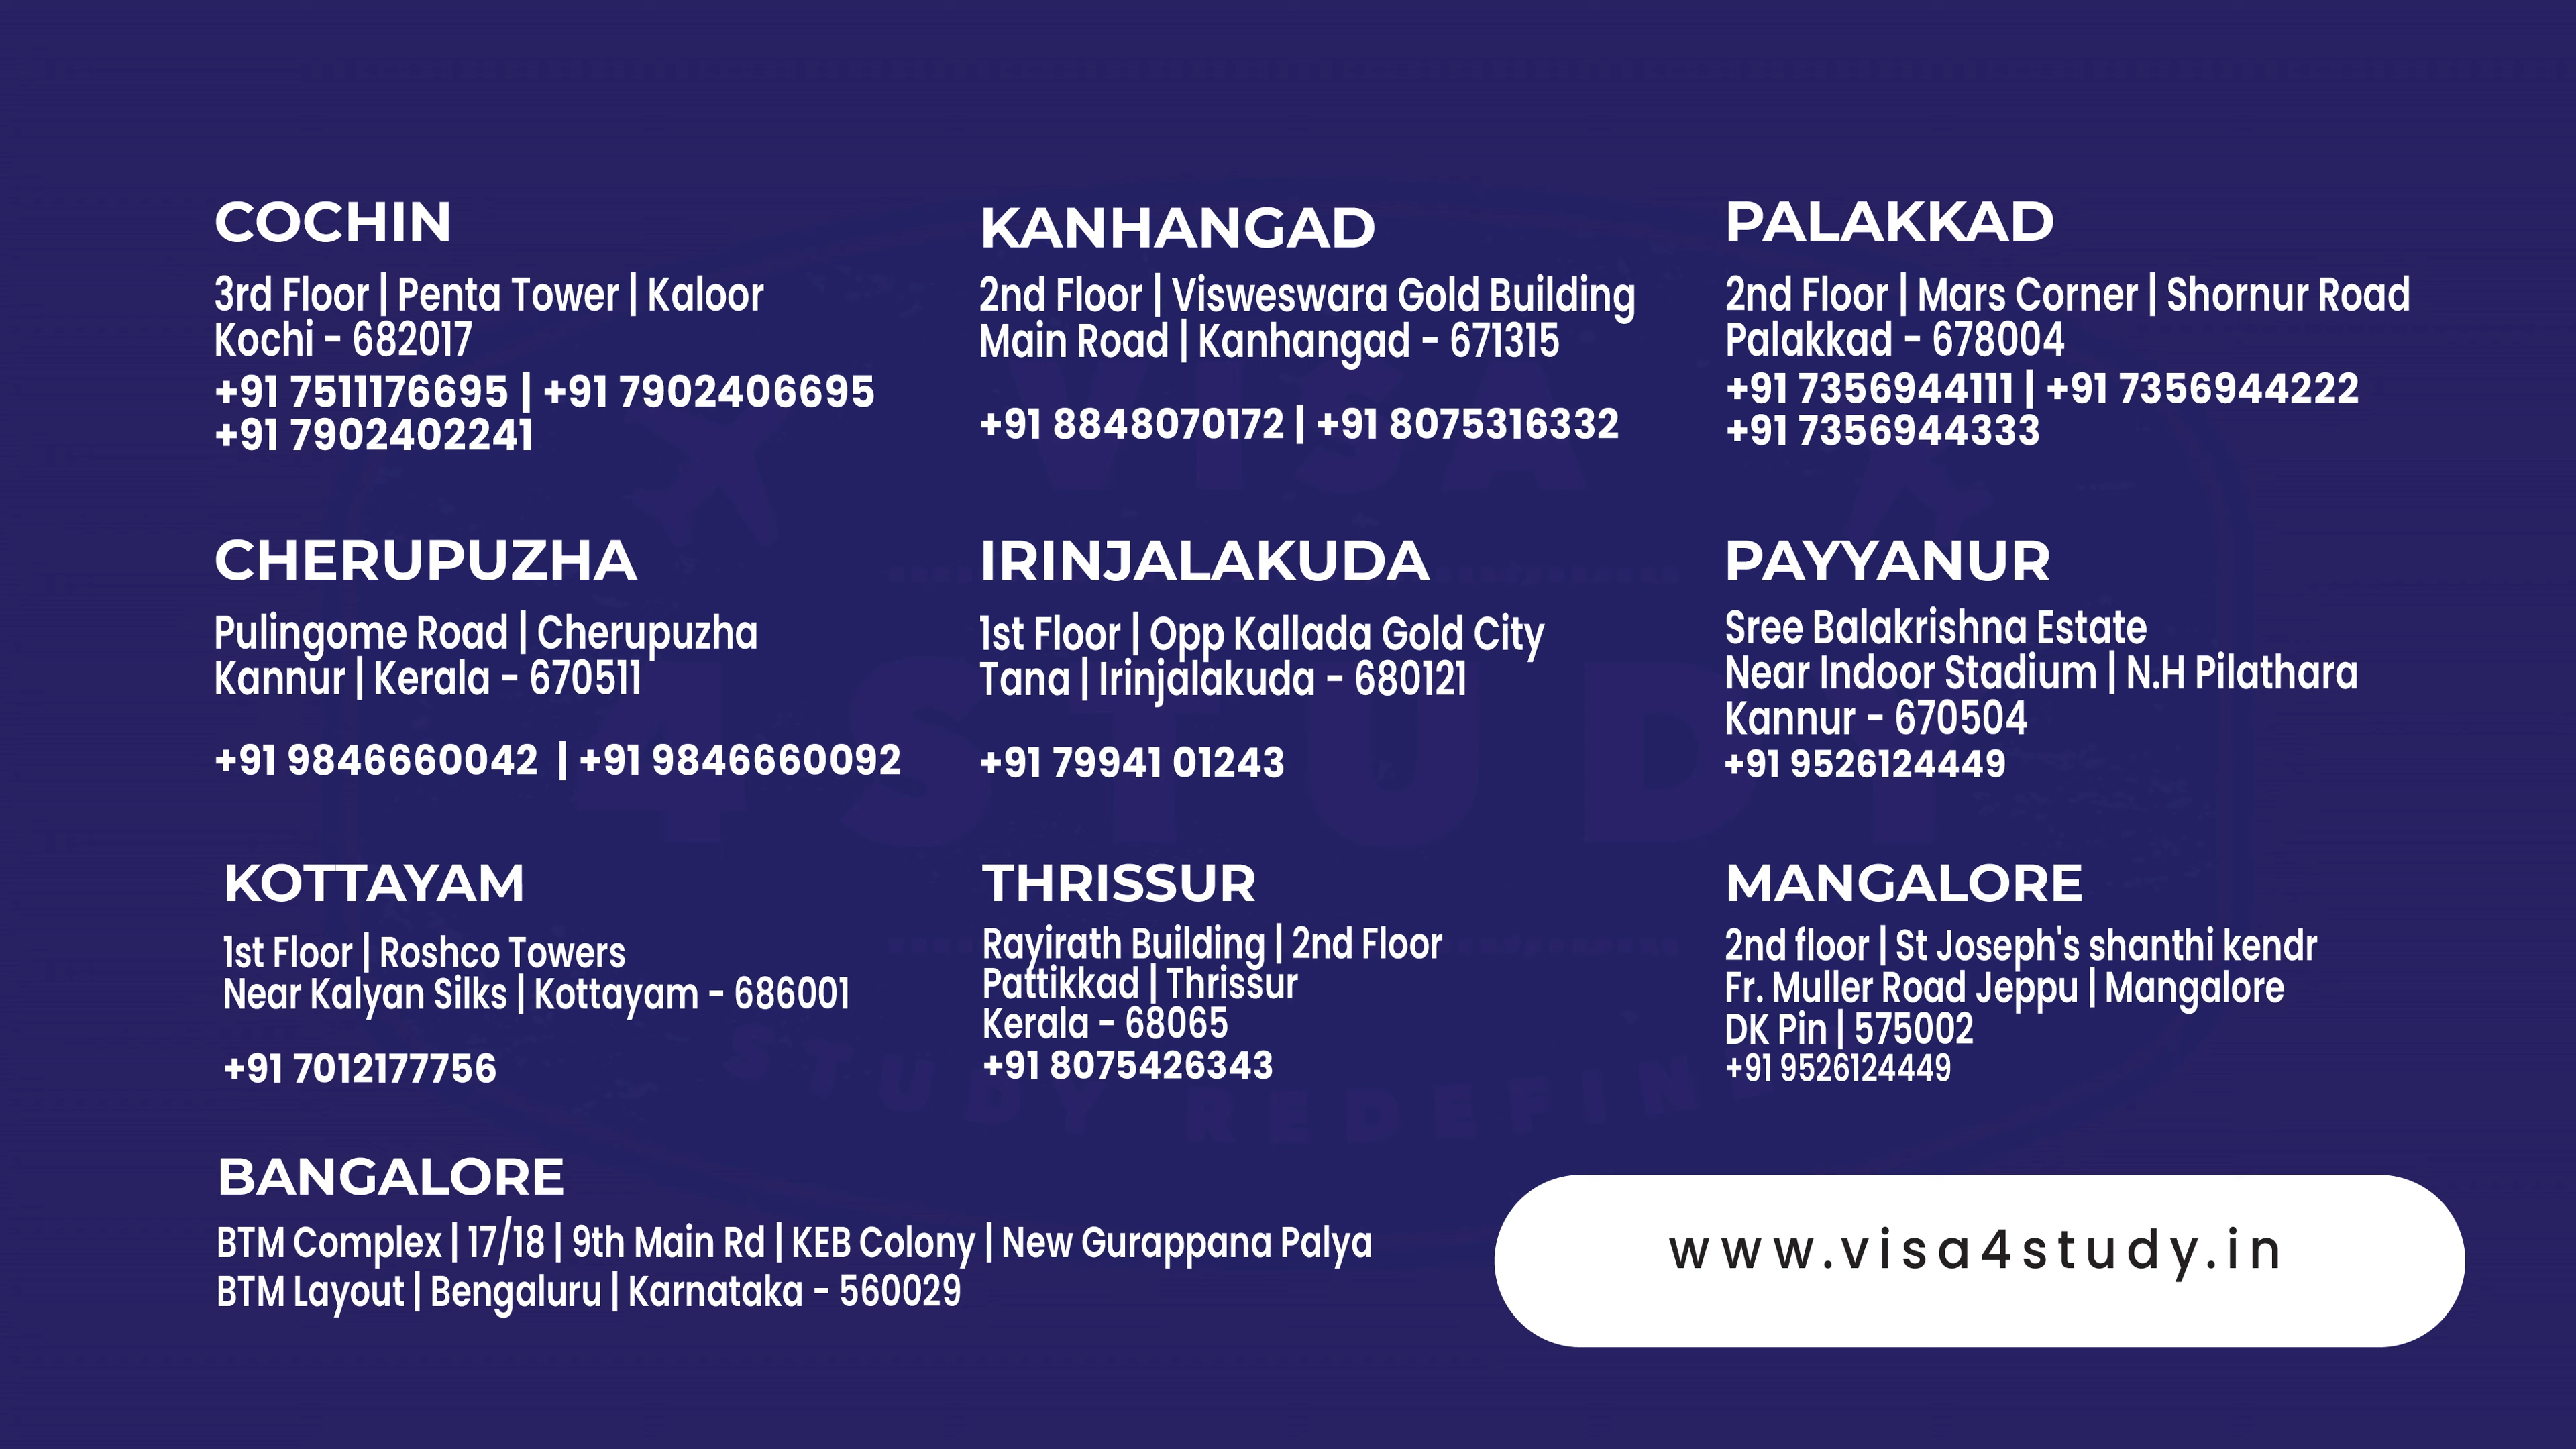 COCHIN
3rd Floor | Penta Tower | Kaloor
Kochi - 682017
+91 7511176695 | +91 7902406695
+91 7902402241
KANHANGAD
2nd Floor | Visweswara Gold Building
Main Road | Kanhangad - 671315
+91 8848070172 | +91 8075316332
PALAKKAD
2nd Floor | Mars Corner | Shornur Road
Palakkad - 678004
+91 7356944111 | +91 7356944222
+91 7356944333
CHERUPUZHA
Pulingome Road | Cherupuzha
Kannur | Kerala - 670511
+91 9846660042 | +91 9846660092
IRINJALAKUDA
1st Floor | Opp Kallada Gold City
Tana | Irinjalakuda - 680121
+91 79941 01243
PAYYANUR
Sree Balakrishna Estate
Near Indoor Stadium | N.H Pilathara
Kannur - 670504
+91 9526124449
KOTTAYAM
1st Floor | Roshco Towers
Near Kalyan Silks | Kottayam - 686001
+91 7012177756
THRISSUR
Rayirath Building | 2nd Floor
Pattikkad | Thrissur
Kerala - 68065
+91 8075426343
MANGALORE
2nd floor | St Joseph's shanthi kendr
Fr. Muller Road Jeppu | Mangalore
DK Pin | 575002
+91 9526124449
BANGALORE
BTM Complex | 17/18 | 9th Main Rd | KEB Colony | New Gurappana Palya
BTM Layout | Bengaluru | Karnataka - 560029
www.visa4study.in
VISA
4STUDY
STUDY